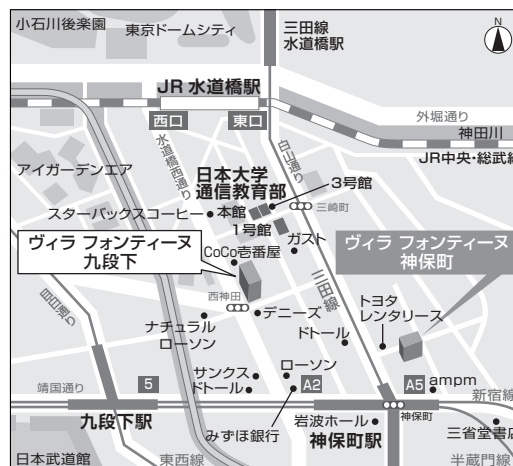 小石川後楽園
東京ドームシティ
三田線
水道橋駅
N
JR 水道橋駅
西口
東口
外堀通り
神田川
JR中央・総武線
水道橋西通り
白山通り
アイガーデンエア
日本大学
通信教育部
3号館
三崎町
スターバックスコーヒー
本館
1号館
ガスト
ヴィラ フォンティーヌ
九段下
CoCo壱番屋
ヴィラ フォンティーヌ
神保町
目白通り
西神田
三田線
デニーズ
トヨタ
レンタリース
ナチュラル
ローソン
ドトール
サンクス
ローソン
ドトール
靖国通り
5
A2
A5
ampm
新宿線
九段下駅
みずほ銀行
岩波ホール
神保町
神保町駅
三省堂書店
日本武道館
東西線
半蔵門線